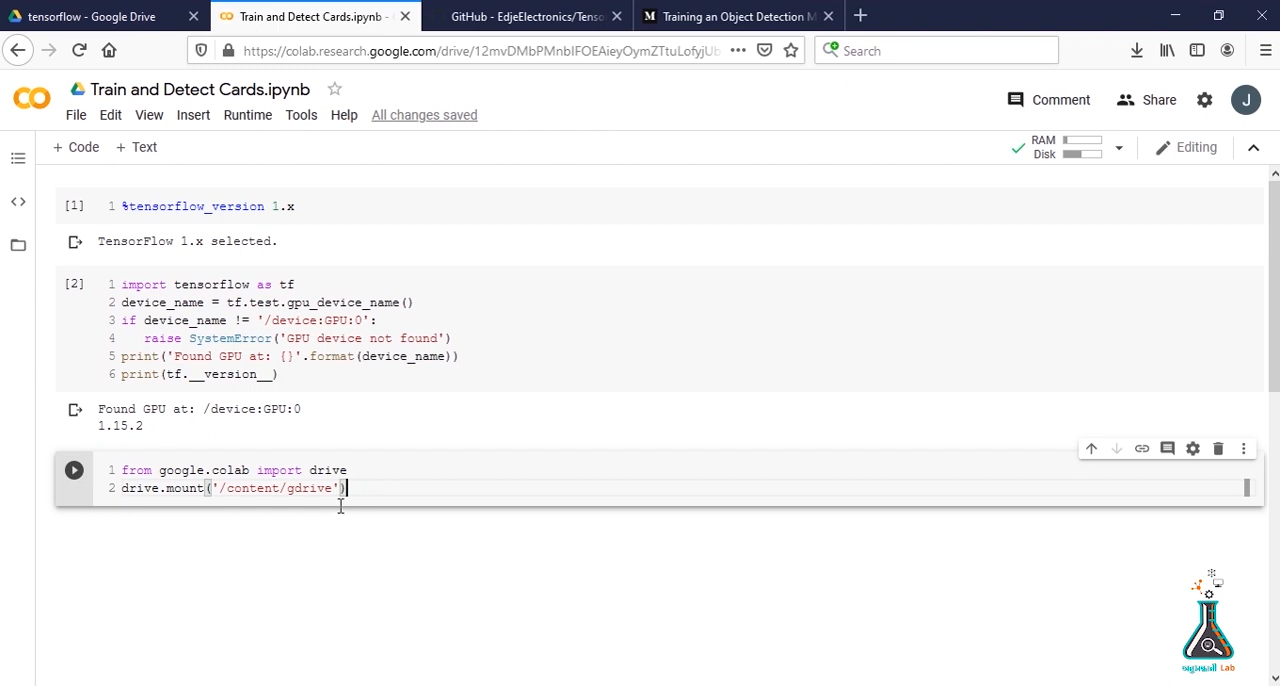 tensorflow - Google Drive
Train and Detect Cards.ipynb -
GitHub - EdjeElectronics/Tenso
Training an Object Detection M
https://colab.research.google.com/drive/12mvDMbPMnbIFOEAieyOymZTtuLofyjUb
Search
CO
Train and Detect Cards.ipynb
Comment
Share
J
File Edit View Insert Runtime Tools Help All changes saved
+ Code + Text
RAM
Disk
Editing
[1] 1 %tensorflow_version 1.x
TensorFlow 1.x selected.
[2] 1 import tensorflow as tf
2 device_name = tf.test.gpu_device_name()
3 if device_name != '/device:GPU:0':
4 raise SystemError('GPU device not found')
5 print('Found GPU at: {}'.format(device_name))
6 print(tf.__version__)
Found GPU at: /device:GPU:0
1.15.2
1 from google.colab import drive
2 drive.mount('/content/gdrive')
Lab